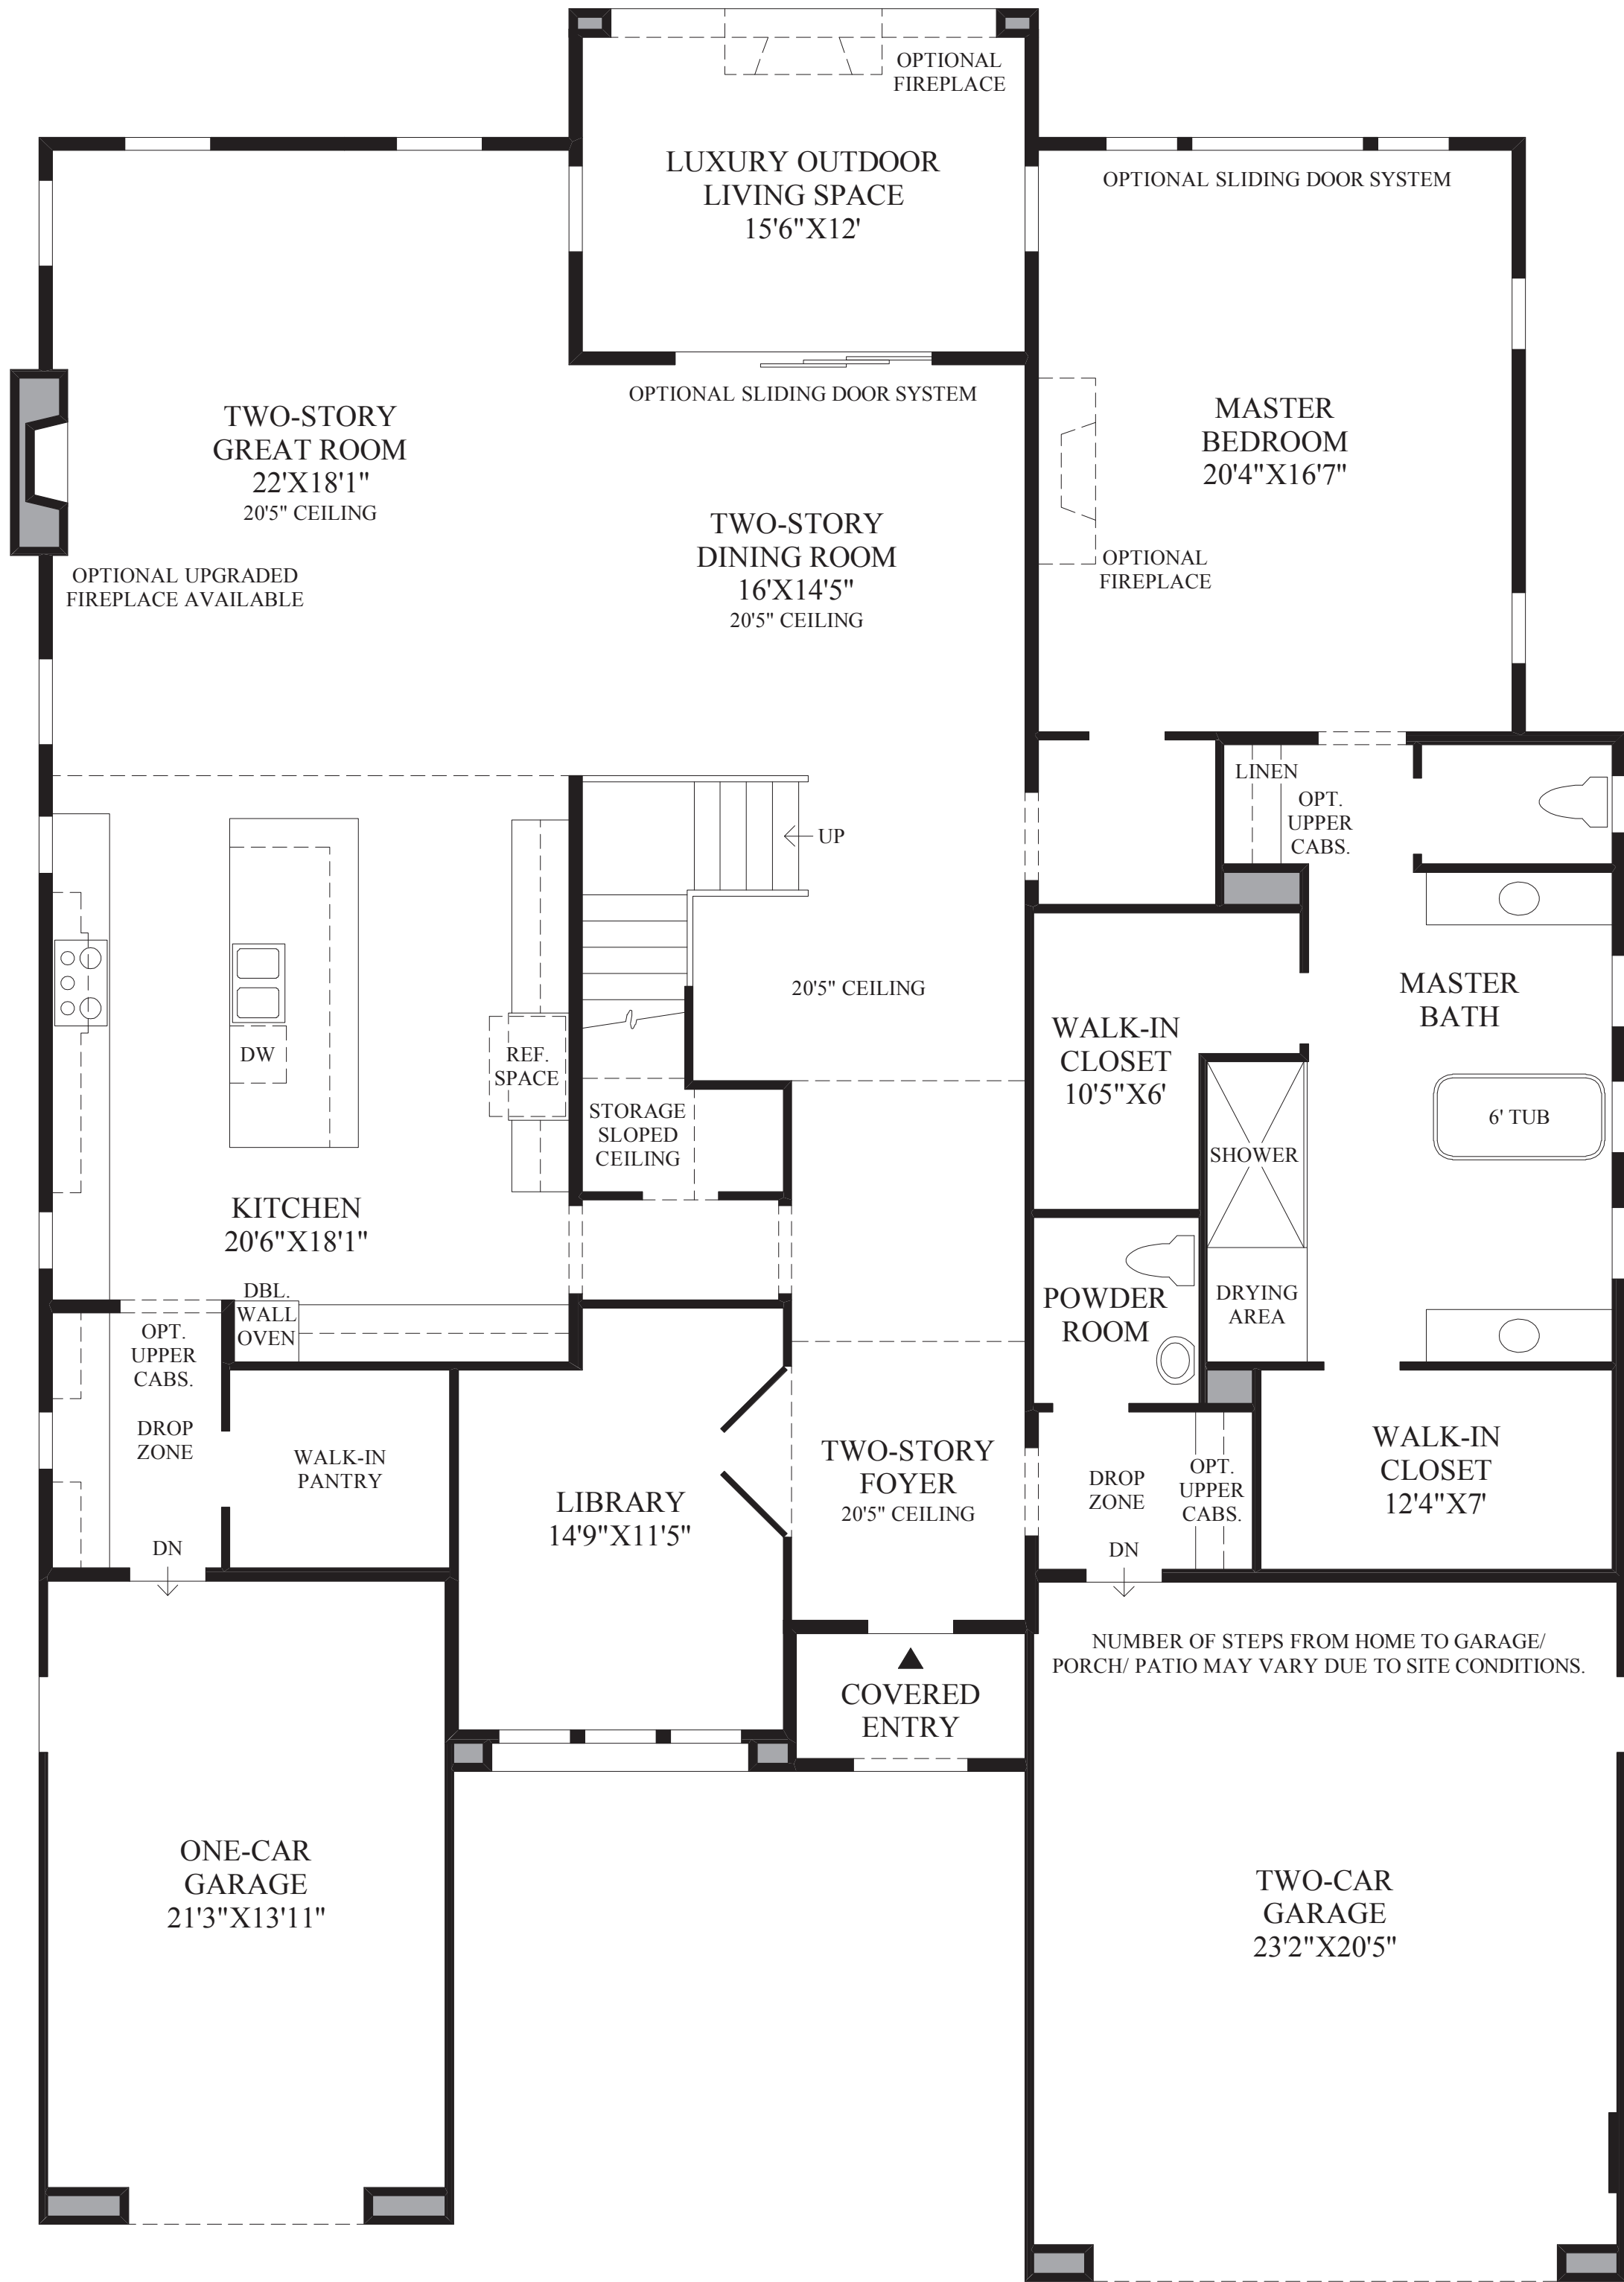 OPTIONAL
FIREPLACE
LUXURY OUTDOOR
LIVING SPACE
15'6"X12'
OPTIONAL SLIDING DOOR SYSTEM
OPTIONAL SLIDING DOOR SYSTEM
TWO-STORY
GREAT ROOM
22'X18'1"
20'5" CEILING
OPTIONAL UPGRADED
FIREPLACE AVAILABLE
TWO-STORY
DINING ROOM
16'X14'5"
20'5" CEILING
MASTER
BEDROOM
20'4"X16'7"
OPTIONAL
FIREPLACE
LINEN
OPT.
UPPER
CABS.
UP
20'5" CEILING
DW
REF.
SPACE
STORAGE
SLOPED
CEILING
WALK-IN
CLOSET
10'5"X6'
MASTER
BATH
6' TUB
SHOWER
KITCHEN
20'6"X18'1"
DBL.
WALL
OVEN
POWDER
ROOM
DRYING
AREA
OPT.
UPPER
CABS.
DROP
ZONE
DN
WALK-IN
PANTRY
LIBRARY
14'9"X11'5"
TWO-STORY
FOYER
20'5" CEILING
DROP
ZONE
DN
OPT.
UPPER
CABS.
WALK-IN
CLOSET
12'4"X7'
NUMBER OF STEPS FROM HOME TO GARAGE/
PORCH/ PATIO MAY VARY DUE TO SITE CONDITIONS.
COVERED
ENTRY
ONE-CAR
GARAGE
21'3"X13'11"
TWO-CAR
GARAGE
23'2"X20'5"